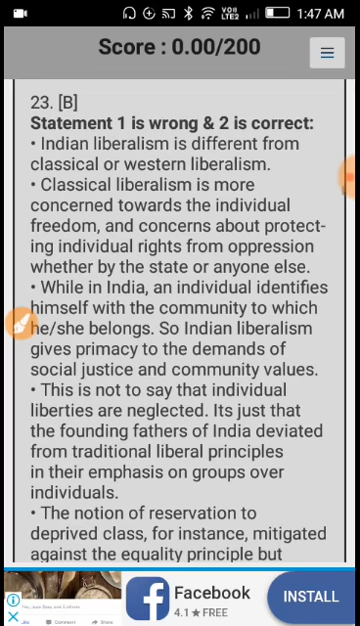 VO)) LTE2 1:47 AM
Score : 0.00/200
23. [B]
Statement 1 is wrong & 2 is correct:
• Indian liberalism is different from
classical or western liberalism.
• Classical liberalism is more
concerned towards the individual
freedom, and concerns about protect-
ing individual rights from oppression
whether by the state or anyone else.
• While in India, an individual identifies
himself with the community to which
he/she belongs. So Indian liberalism
gives primacy to the demands of
social justice and community values.
• This is not to say that individual
liberties are neglected. Its just that
the founding fathers of India deviated
from traditional liberal principles
in their emphasis on groups over
individuals.
• The notion of reservation to
deprived class, for instance, mitigated
against the equality principle but
Facebook
4.1 ★ FREE
INSTALL
Comment
Share